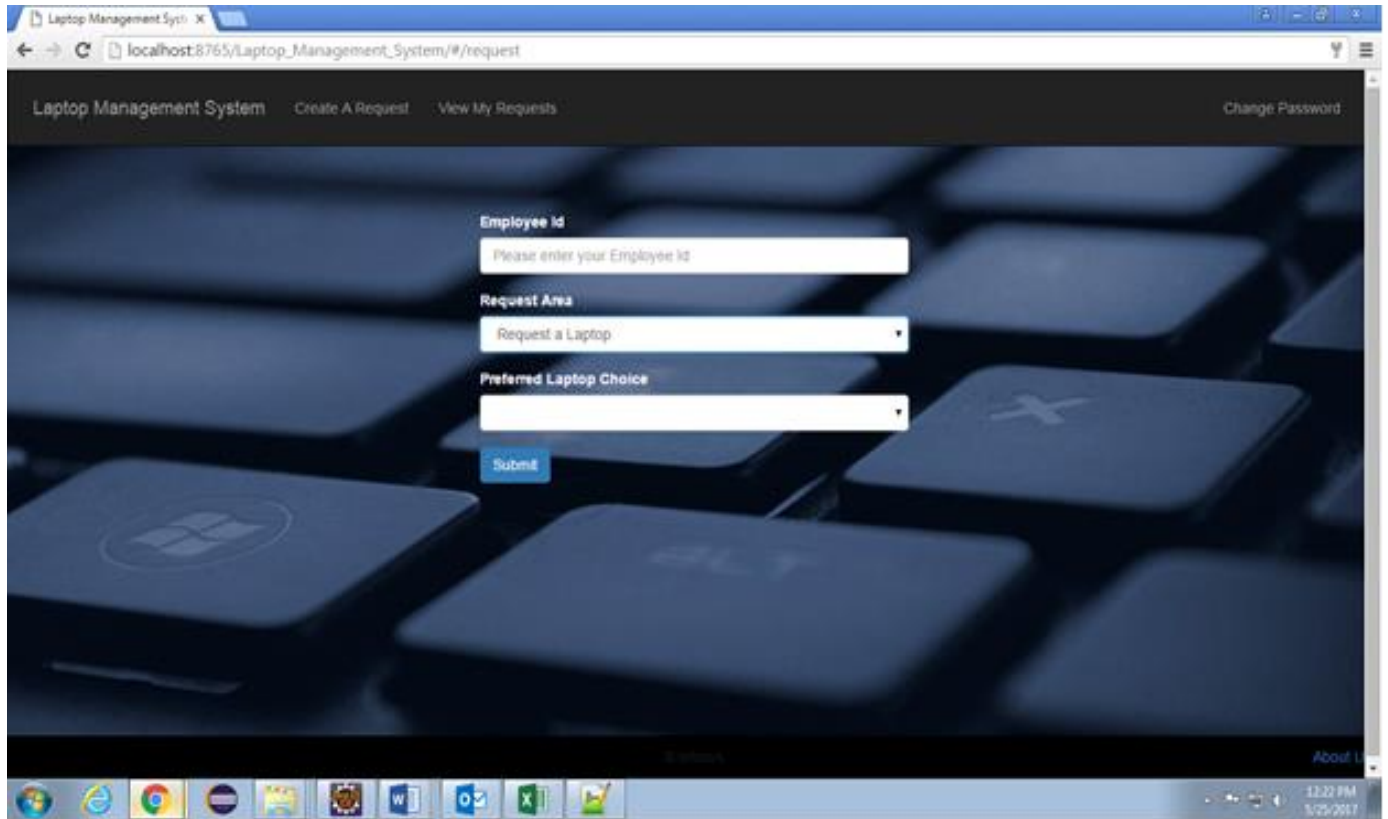 Laptop Management Syst
localhost:8765/Laptop_Management_System/#/request
Laptop Management System Create A Request View My Requests Change Password
Employee Id
Please enter your Employee Id
Request Area
Request a Laptop
Preferred Laptop Choice
Submit
X
ALT
About U
12:22 PM
5/25/2017